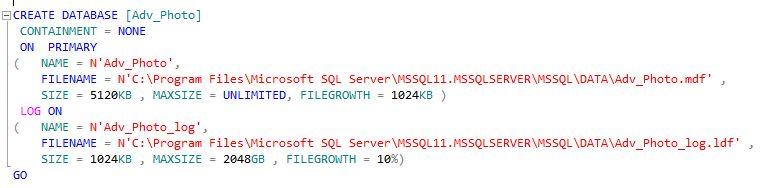 CREATE DATABASE [Adv_Photo]
CONTAINMENT = NONE
ON  PRIMARY
(   NAME = N'Adv_Photo',
FILENAME = N'C:\Program Files\Microsoft SQL Server\MSSQL11.MSSQLSERVER\MSSQL\DATA\Adv_Photo.mdf' ,
SIZE = 5120KB , MAXSIZE = UNLIMITED, FILEGROWTH = 1024KB )
LOG ON
(   NAME = N'Adv_Photo_log',
FILENAME = N'C:\Program Files\Microsoft SQL Server\MSSQL11.MSSQLSERVER\MSSQL\DATA\Adv_Photo_log.ldf' ,
SIZE = 1024KB , MAXSIZE = 2048GB , FILEGROWTH = 10%)
GO